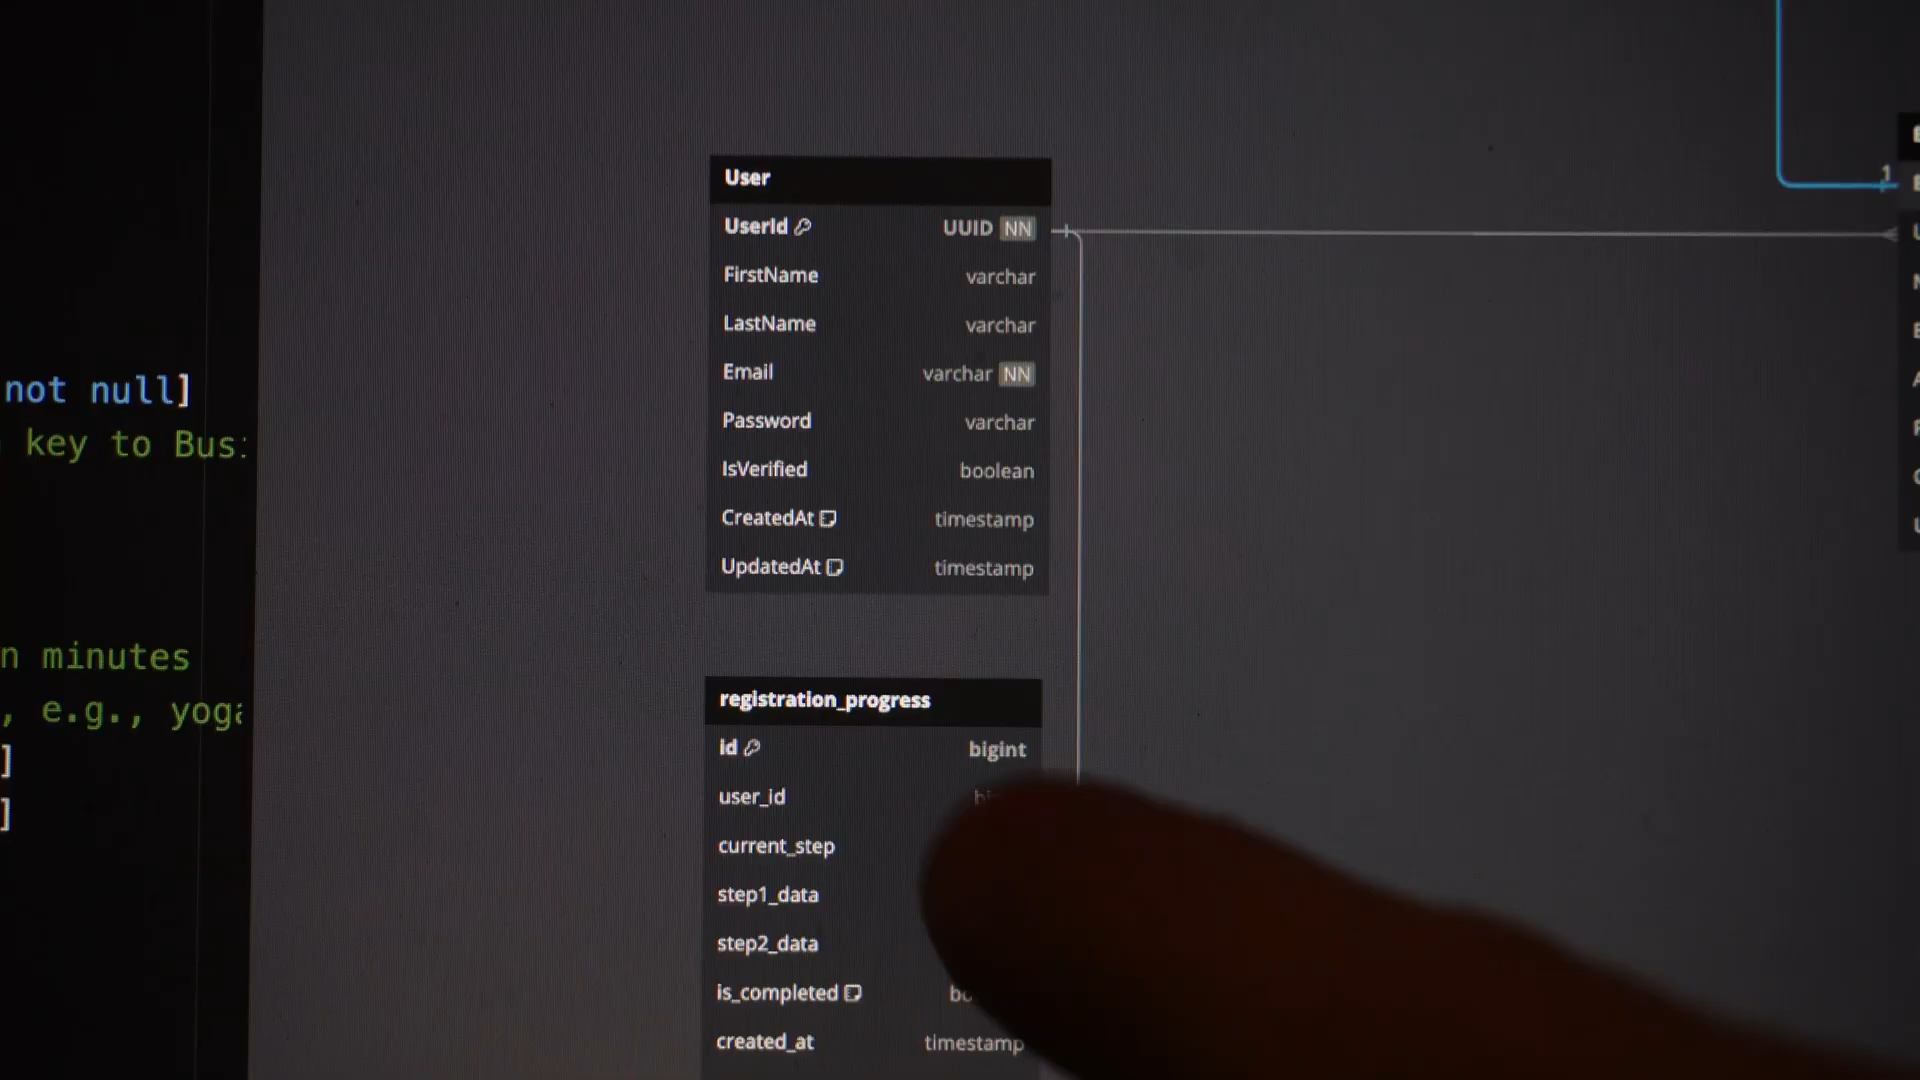 not null]
key to Bus
n minutes
, e.g., yoga
]
]
User
UserId UUID NN
FirstName varchar
LastName varchar
Email varchar NN
Password varchar
IsVerified boolean
CreatedAt timestamp
UpdatedAt timestamp
registration_progress
id bigint
user_id
current_step
step1_data
step2_data
is_completed
created_at timestamp
1